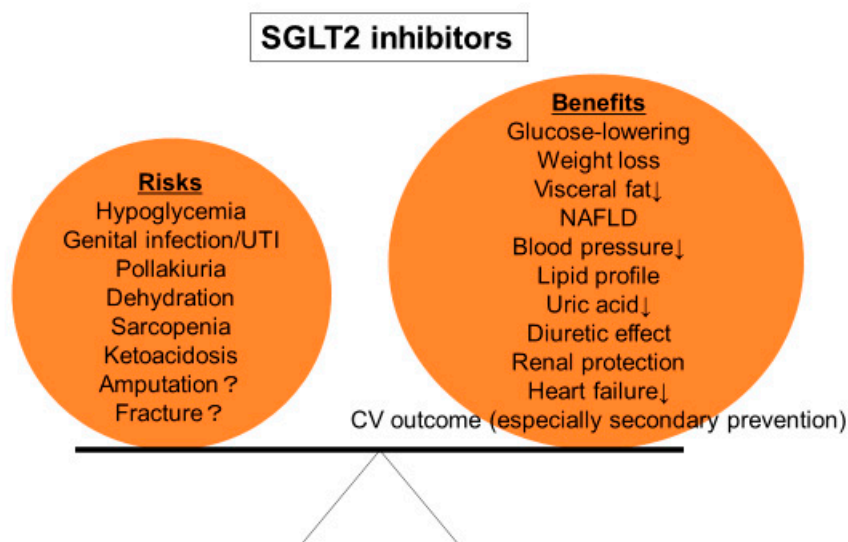 SGLT2 inhibitors
Risks
Hypoglycemia
Genital infection/UTI
Pollakiuria
Dehydration
Sarcopenia
Ketoacidosis
Amputation？
Fracture？
Benefits
Glucose-lowering
Weight loss
Visceral fat↓
NAFLD
Blood pressure↓
Lipid profile
Uric acid↓
Diuretic effect
Renal protection
Heart failure↓
CV outcome (especially secondary prevention)